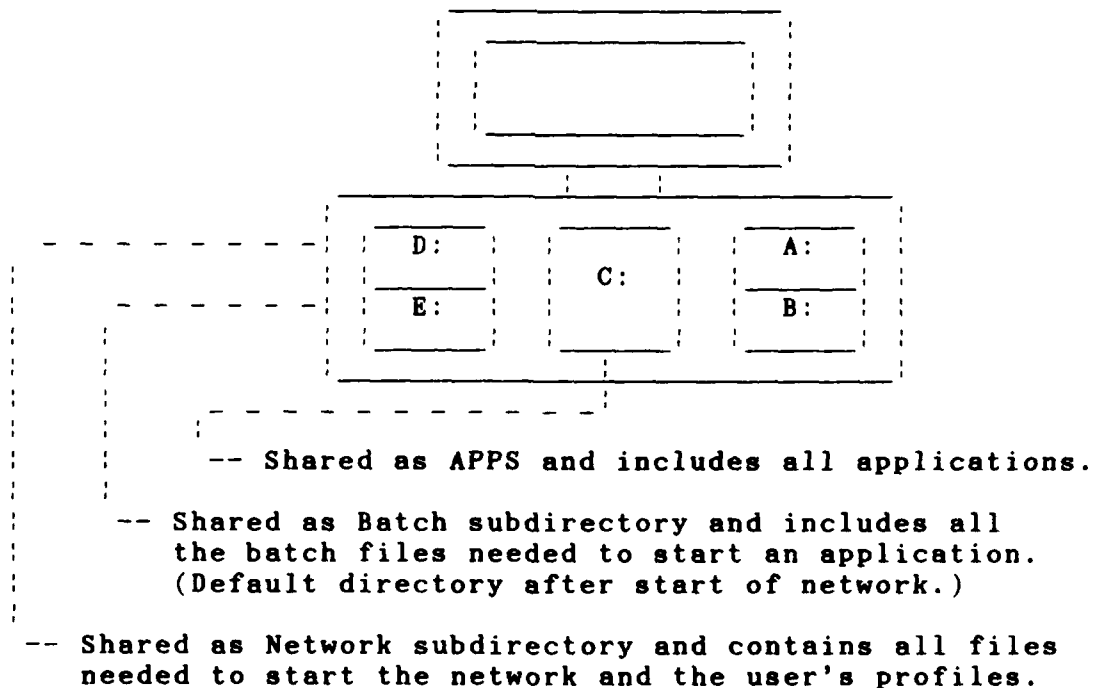 D:
A:
C:
E:
B:
-- Shared as APPS and includes all applications.
-- Shared as Batch subdirectory and includes all
the batch files needed to start an application.
(Default directory after start of network.)
-- Shared as Network subdirectory and contains all files
needed to start the network and the user's profiles.